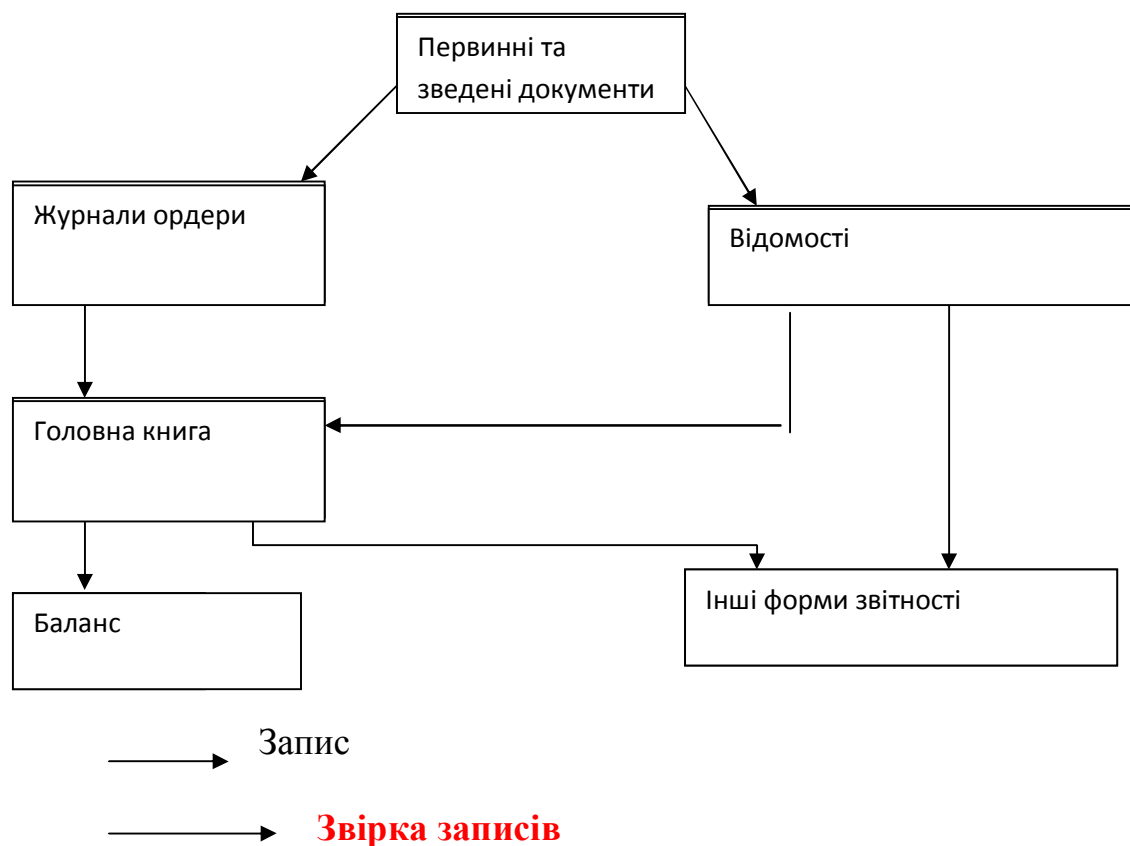 Первинні та
зведені документи
Журнали ордери
Відомості
Головна книга
Баланс
Інші форми звітності
Запис
Звірка записів